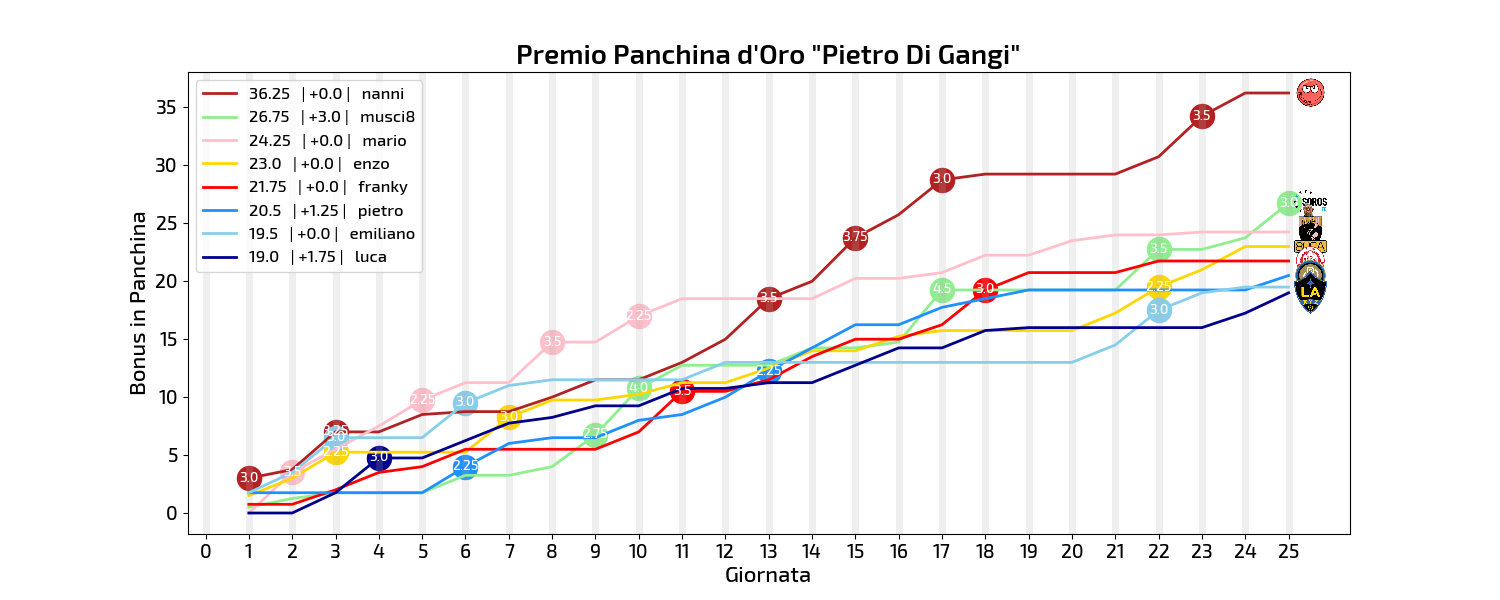 Premio Panchina d'Oro "Pietro Di Gangi"
36.25 | +0.0 | nanni
26.75 | +3.0 | musci8
24.25 | +0.0 | mario
23.0 | +0.0 | enzo
21.75 | +0.0 | franky
20.5 | +1.25 | pietro
19.5 | +0.0 | emiliano
19.0 | +1.75 | luca
Bonus in Panchina
35
30
25
20
15
10
5
0
3.5
3.0
3.0
SOROS
3.75
3.5
4.5
3.0
3.5
2.25
3.0
LA
2.25
3.5
2.25
2.25
3.0
4.0
3.5
3.0
2.75
3.0
2.25
3.0
2.25
3.0
3.5
0 1 2 3 4 5 6 7 8 9 10 11 12 13 14 15 16 17 18 19 20 21 22 23 24 25
Giornata